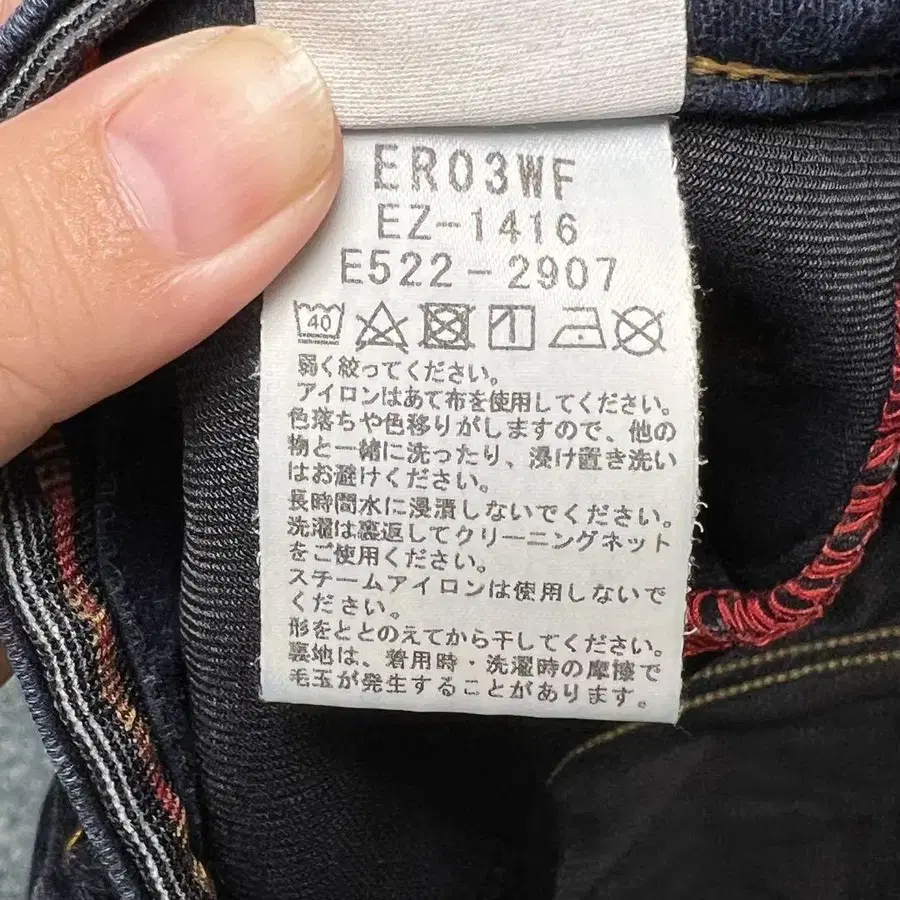 ER03WF
EZ-1416
E522-2907
40
弱く絞ってください。
アイロンはあて布を使用してください。
色落ちや色移りがしますので、他の
物と一緒に洗ったり、浸け置き洗い
はお避けください。
長時間水に浸漬しないでください。
洗濯は裏返してクリーニングネット
をご使用ください。
スチームアイロンは使用しないで
ください。
形をととのえてから干してください。
裏地は、着用時・洗濯時の摩擦で
毛玉が発生することがあります。